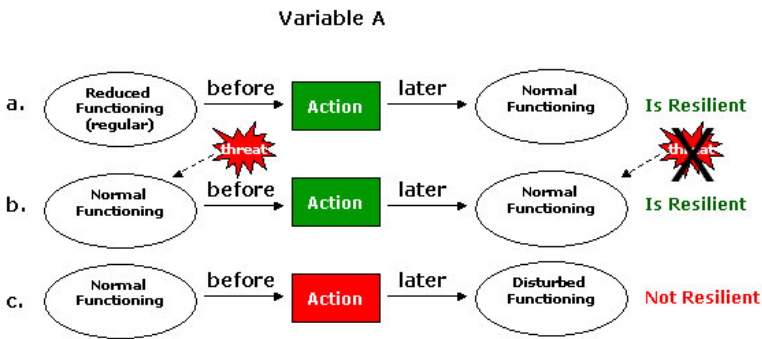 Variable A
a.
Reduced
Functioning
(regular)
before
Action
later
Normal
Functioning
Is Resilient
threat
threat
b.
Normal
Functioning
before
Action
later
Normal
Functioning
Is Resilient
c.
Normal
Functioning
before
Action
later
Disturbed
Functioning
Not Resilient